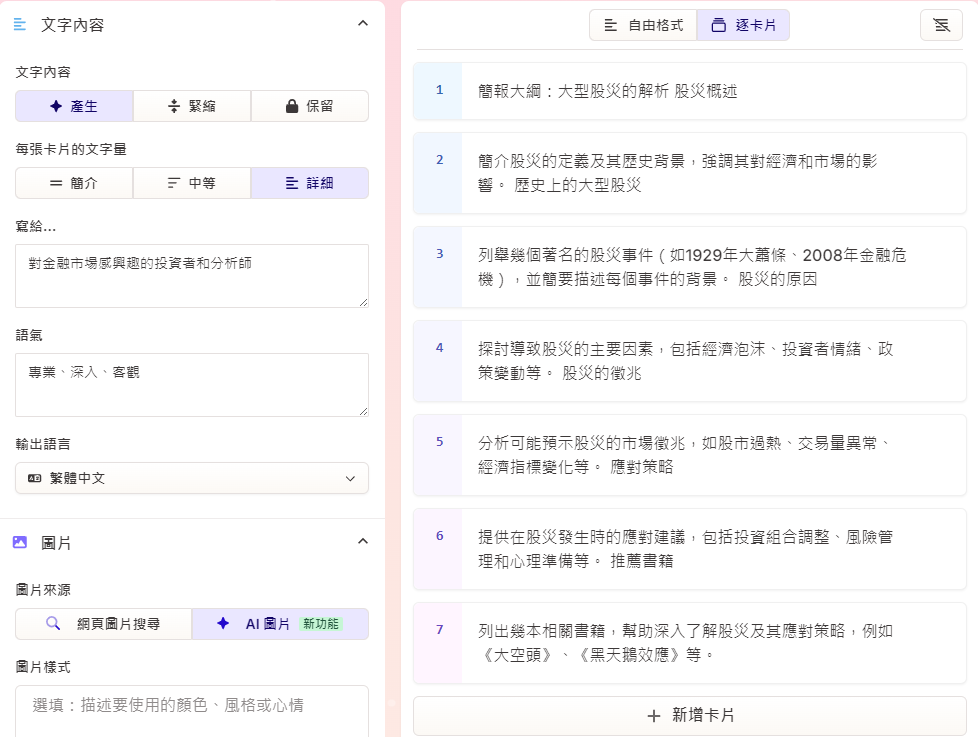 文字內容
文字內容
產生
緊縮
保留
每張卡片的文字量
簡介
中等
詳細
寫給...
對金融市場感興趣的投資者和分析師
語氣
專業、深入、客觀
輸出語言
繁體中文
圖片
圖片來源
網頁圖片搜尋
AI 圖片 新功能
圖片樣式
選填：描述要使用的顏色、風格或心情
自由格式
逐卡片
1
簡報大綱：大型股災的解析 股災概述
2
簡介股災的定義及其歷史背景，強調其對經濟和市場的影
響。 歷史上的大型股災
3
列舉幾個著名的股災事件（如1929年大蕭條、2008年金融危
機），並簡要描述每個事件的背景。 股災的原因
4
探討導致股災的主要因素，包括經濟泡沫、投資者情緒、政
策變動等。 股災的徵兆
5
分析可能預示股災的市場徵兆，如股市過熱、交易量異常、
經濟指標變化等。 應對策略
6
提供在股災發生時的應對建議，包括投資組合調整、風險管
理和心理準備等。 推薦書籍
7
列出幾本相關書籍，幫助深入了解股災及其應對策略，例如
《大空頭》、《黑天鵝效應》等。
新增卡片